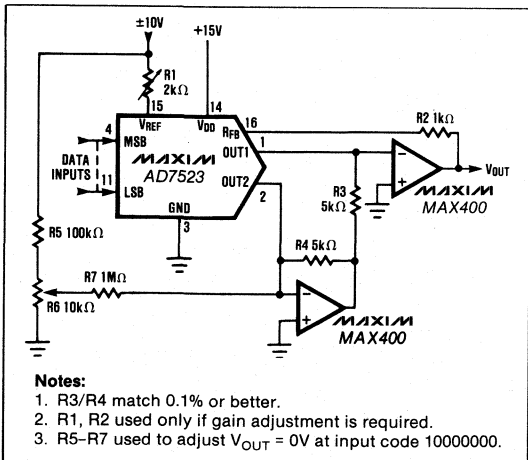 ±10V
+15V
R1
2kΩ
15
14
VREF
VDD
RFB
16
R2 1kΩ
4
MSB
OUT1
1
MAXIM
AD7523
DATA
INPUTS
OUT2
2
11
LSB
GND
3
VOUT
MAXIM
MAX400
R3
5kΩ
R4 5kΩ
R5 100kΩ
R7 1MΩ
R6 10kΩ
MAXIM
MAX400
−
+
−
+
Notes:
1. R3/R4 match 0.1% or better.
2. R1, R2 used only if gain adjustment is required.
3. R5–R7 used to adjust VOUT = 0V at input code 10000000.